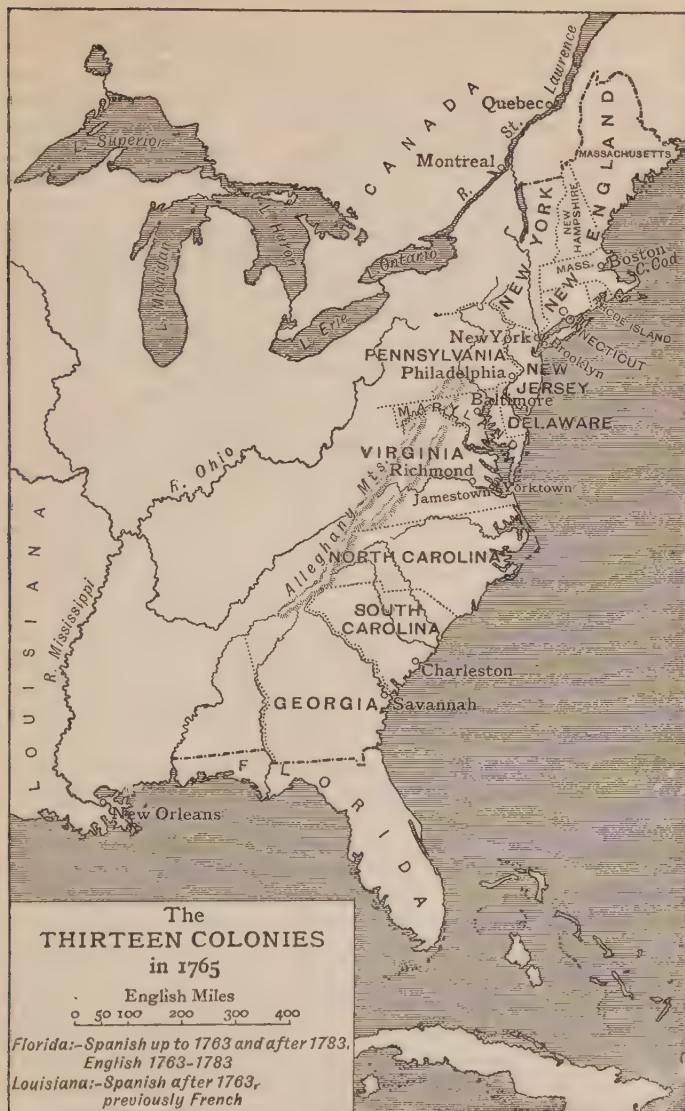 CANADA
L. Superior
L. Michigan
L. Huron
L. Ontario
L. Erie
R. St. Lawrence
Quebec
Montreal
NEW ENGLAND
MASSACHUSETTS
NEW HAMPSHIRE
NEW YORK
MASS.
Boston
C. Cod
RHODE ISLAND
CONNECTICUT
New York
Brooklyn
PENNSYLVANIA
Philadelphia
NEW
JERSEY
Baltimore
MARYLAND
DELAWARE
VIRGINIA
Richmond
Jamestown
Yorktown
R. Ohio
Alleghany Mts.
NORTH CAROLINA
SOUTH
CAROLINA
Charleston
GEORGIA
Savannah
LOUISIANA
R. Mississippi
New Orleans
FLORIDA
The
THIRTEEN COLONIES
in 1765
English Miles
0 50 100 200 300 400
Florida:-Spanish up to 1763 and after 1783,
English 1763-1783
Louisiana:-Spanish after 1763,
previously French